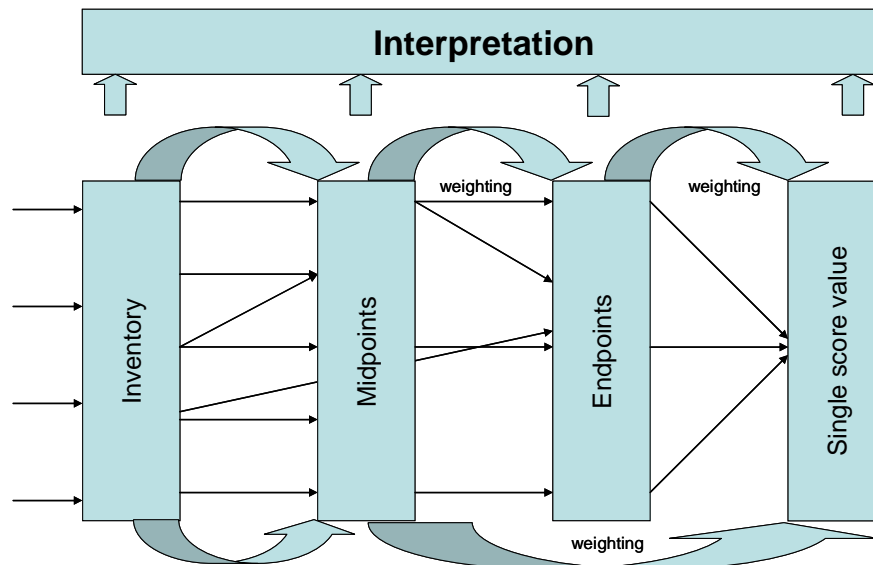 Interpretation
weighting
weighting
Inventory
Midpoints
Endpoints
Single score value
weighting